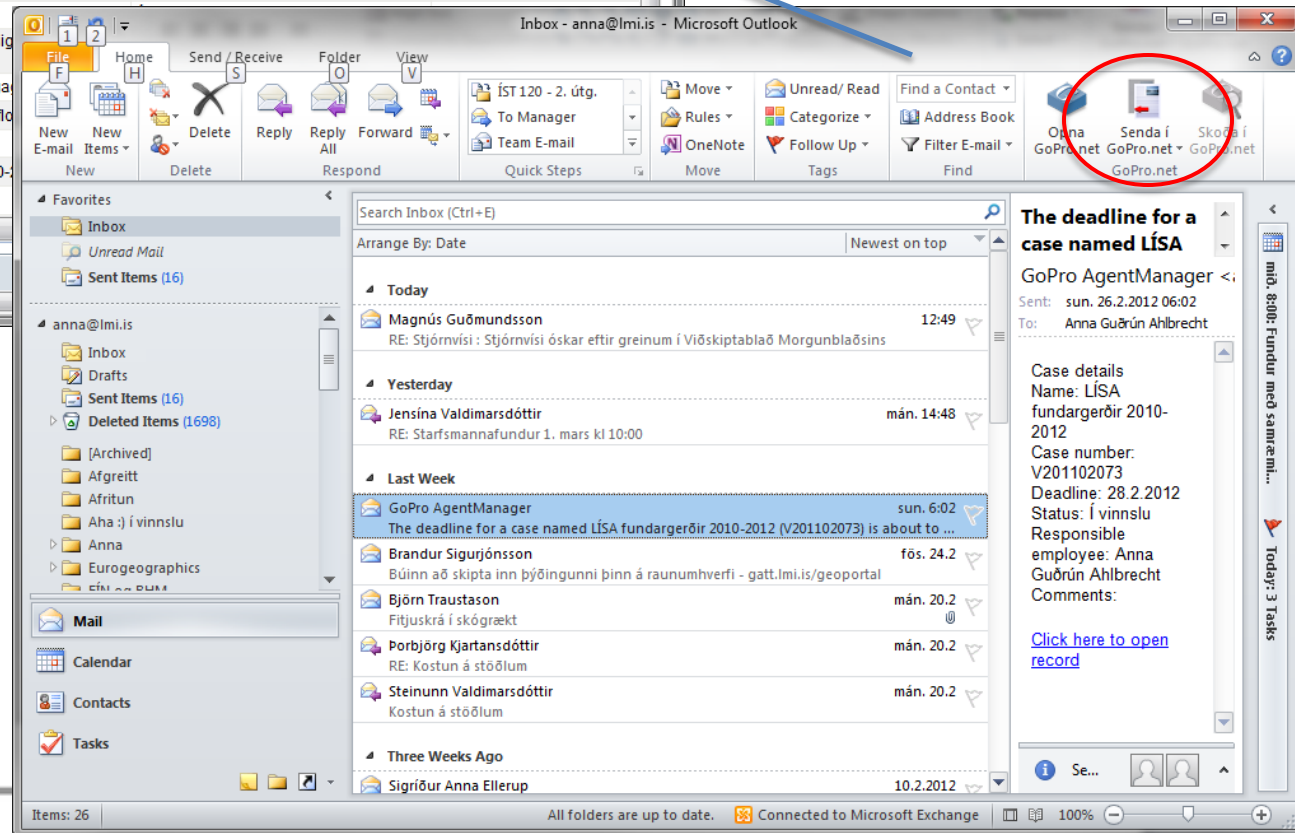 Inbox - anna@lmi.is - Microsoft Outlook
1 2
File Home Send / Receive Folder View
F H S O V
New E-mail
New Items
Delete
Reply
Reply All
Forward
ÍST 120 - 2. útg.
To Manager
Team E-mail
Move
Rules
OneNote
Unread/ Read
Categorize
Follow Up
Find a Contact
Address Book
Filter E-mail
Opna GoPro.net
Senda í GoPro.net
Skoða í GoPro.net
New Delete Respond Quick Steps Move Tags Find GoPro.net
Favorites
Inbox
Unread Mail
Sent Items (16)
anna@lmi.is
Inbox
Drafts
Sent Items (16)
Deleted Items (1698)
[Archived]
Afgreitt
Afritun
Aha :) í vinnslu
Anna
Eurogeographics
EÍN og BHM
Mail
Calendar
Contacts
Tasks
Search Inbox (Ctrl+E)
Arrange By: Date Newest on top
Today
Magnús Guðmundsson 12:49
RE: Stjórnvísi : Stjórnvísi óskar eftir greinum í Viðskiptablað Morgunblaðsins
Yesterday
Jensína Valdimarsdóttir mán. 14:48
RE: Starfsmannafundur 1. mars kl 10:00
Last Week
GoPro AgentManager sun. 6:02
The deadline for a case named LÍSA fundargerðir 2010-2012 (V201102073) is about to ...
Brandur Sigurjónsson fös. 24.2
Búinn að skipta inn þýðingunni þinn á raunumhverfi - gatt.lmi.is/geoportal
Björn Traustason mán. 20.2
Fitjuskrá í skógrækt
Þorbjörg Kjartansdóttir mán. 20.2
RE: Kostun á stöðlum
Steinunn Valdimarsdóttir mán. 20.2
Kostun á stöðlum
Three Weeks Ago
Sigríður Anna Ellerup 10.2.2012
The deadline for a
case named LÍSA
GoPro AgentManager <
Sent: sun. 26.2.2012 06:02
To: Anna Guðrún Ahlbrecht
Case details
Name: LÍSA
fundargerðir 2010-
2012
Case number:
V201102073
Deadline: 28.2.2012
Status: Í vinnslu
Responsible
employee: Anna
Guðrún Ahlbrecht
Comments:
Click here to open
record
Se...
mið. 8:00: Fundur með samræmi...
Today: 3 Tasks
Items: 26
All folders are up to date. Connected to Microsoft Exchange 100%